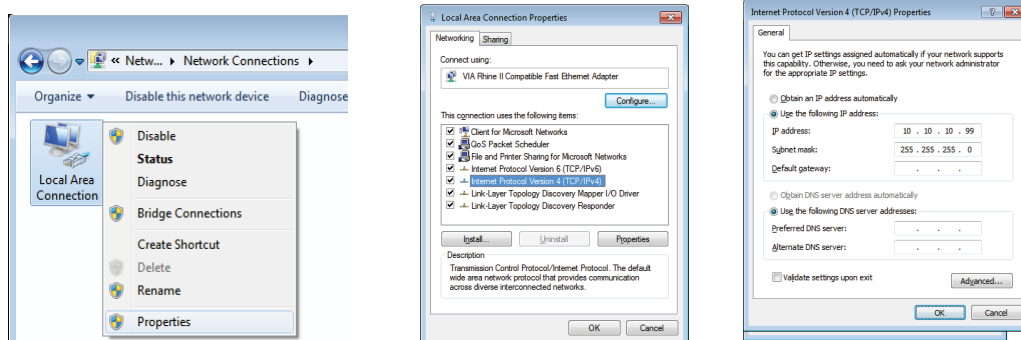 « Netw... ▸ Network Connections ▸
Organize ▾ Disable this network device Diagnose
Local Area
Connection
Disable
Status
Diagnose
Bridge Connections
Create Shortcut
Delete
Rename
Properties
Local Area Connection Properties
Networking Sharing
Connect using:
VIA Rhine II Compatible Fast Ethernet Adapter
Configure...
This connection uses the following items:
Client for Microsoft Networks
QoS Packet Scheduler
File and Printer Sharing for Microsoft Networks
Internet Protocol Version 6 (TCP/IPv6)
Internet Protocol Version 4 (TCP/IPv4)
Link-Layer Topology Discovery Mapper I/O Driver
Link-Layer Topology Discovery Responder
Install... Uninstall Properties
Description
Transmission Control Protocol/Internet Protocol. The default
wide area network protocol that provides communication
across diverse interconnected networks.
OK Cancel
Internet Protocol Version 4 (TCP/IPv4) Properties
General
You can get IP settings assigned automatically if your network supports
this capability. Otherwise, you need to ask your network administrator
for the appropriate IP settings.
Obtain an IP address automatically
Use the following IP address:
IP address: 10 . 10 . 10 . 99
Subnet mask: 255 . 255 . 255 . 0
Default gateway: . . .
Obtain DNS server address automatically
Use the following DNS server addresses:
Preferred DNS server: . . .
Alternate DNS server: . . .
Validate settings upon exit Advanced...
OK Cancel